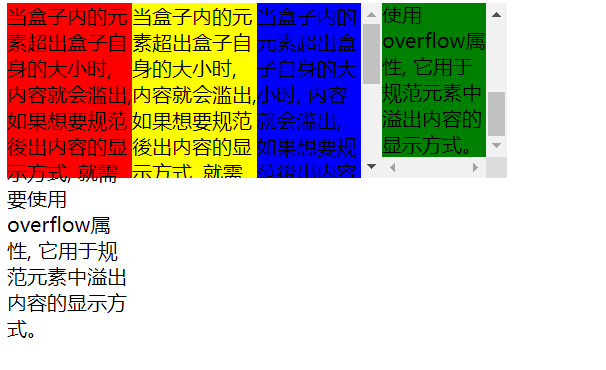 当盒子内的元
素超出盒子自
身的大小时,
内容就会滥出,
如果想要规范
後出内容的显
示方式, 就需
要使用
overflow属
性, 它用于规
范元素中溢出
内容的显示方
式。
当盒子内的元
素超出盒子自
身的大小时,
内容就会滥出,
如果想要规范
後出内容的显
示方式, 就需
当盒子内的
元素超出盒
子自身的大
小时, 内容
就会滥出,
如果想要规
范後出内容
使用
overflow属
性, 它用于
规范元素中
溢出内容的
显示方式。